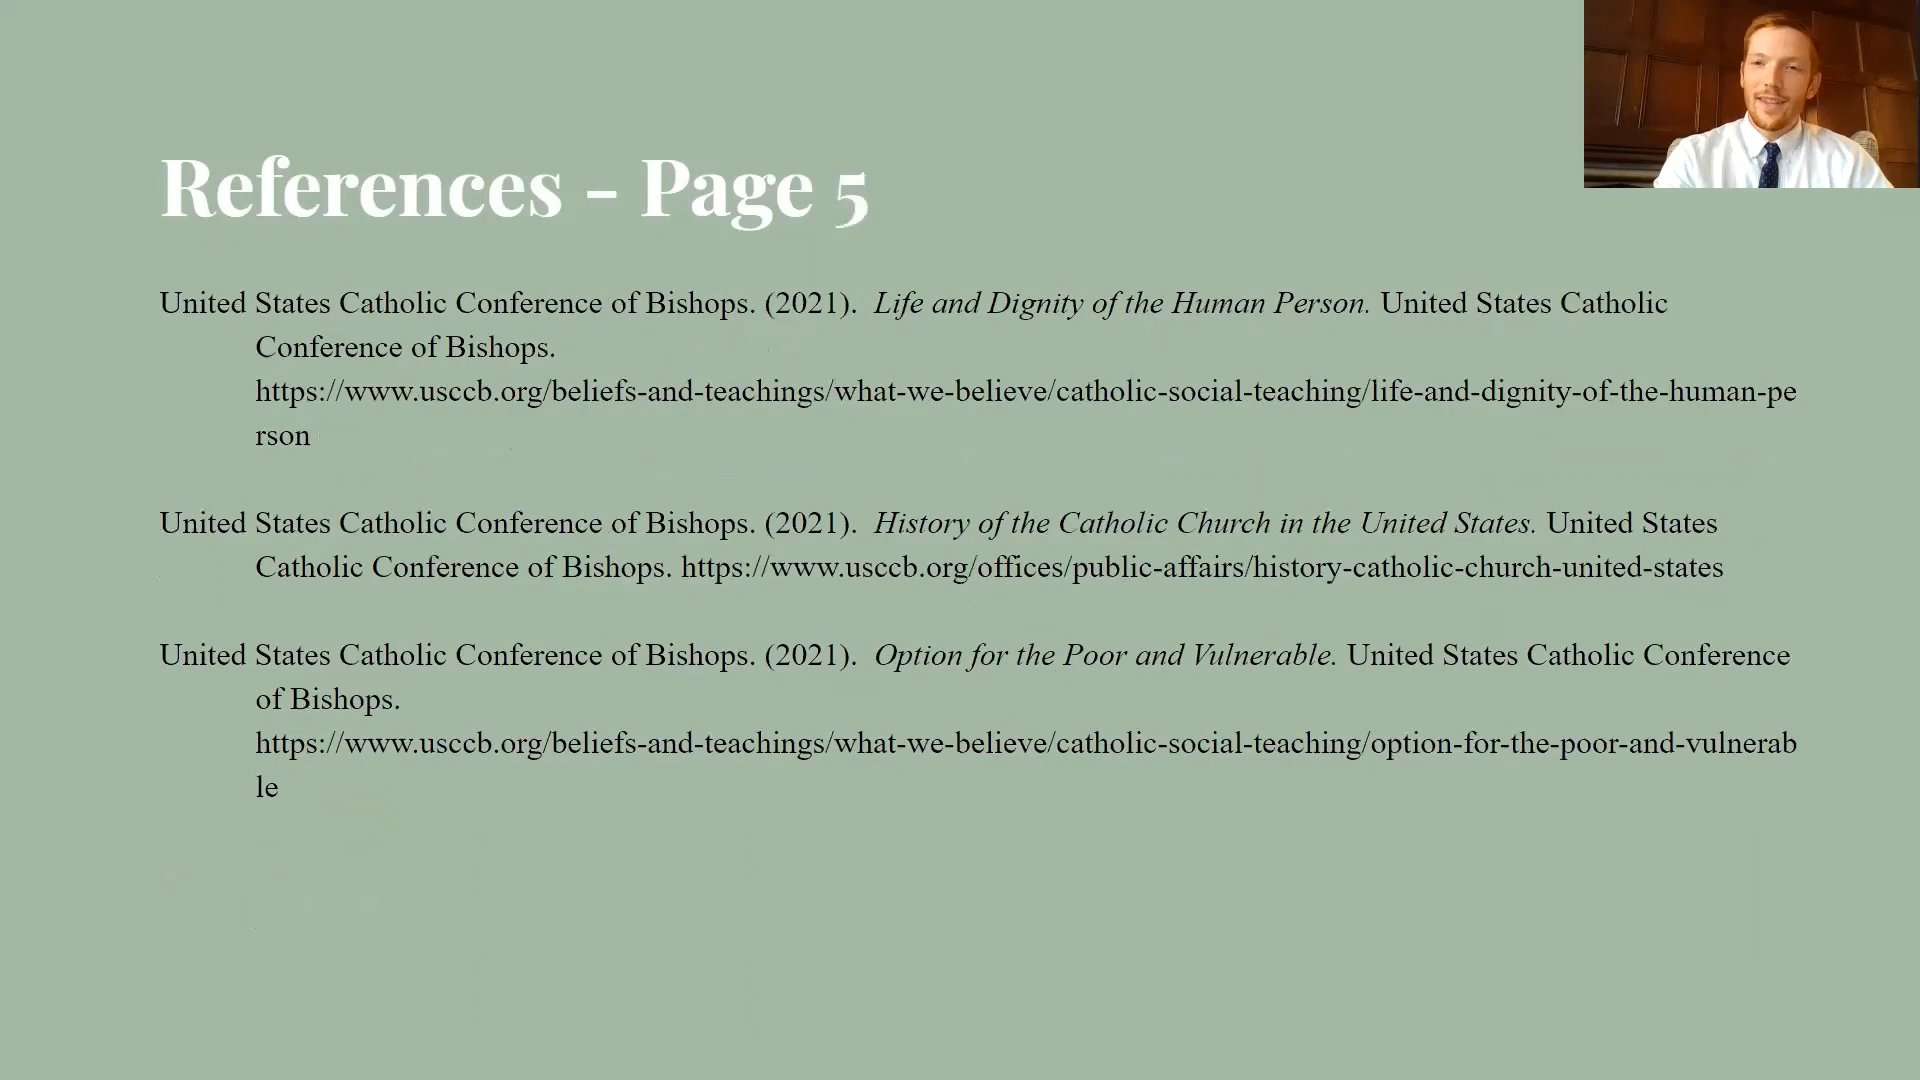 References - Page 5
United States Catholic Conference of Bishops. (2021).  Life and Dignity of the Human Person. United States Catholic
Conference of Bishops.
https://www.usccb.org/beliefs-and-teachings/what-we-believe/catholic-social-teaching/life-and-dignity-of-the-human-pe
rson
United States Catholic Conference of Bishops. (2021).  History of the Catholic Church in the United States. United States
Catholic Conference of Bishops. https://www.usccb.org/offices/public-affairs/history-catholic-church-united-states
United States Catholic Conference of Bishops. (2021).  Option for the Poor and Vulnerable. United States Catholic Conference
of Bishops.
https://www.usccb.org/beliefs-and-teachings/what-we-believe/catholic-social-teaching/option-for-the-poor-and-vulnerab
le